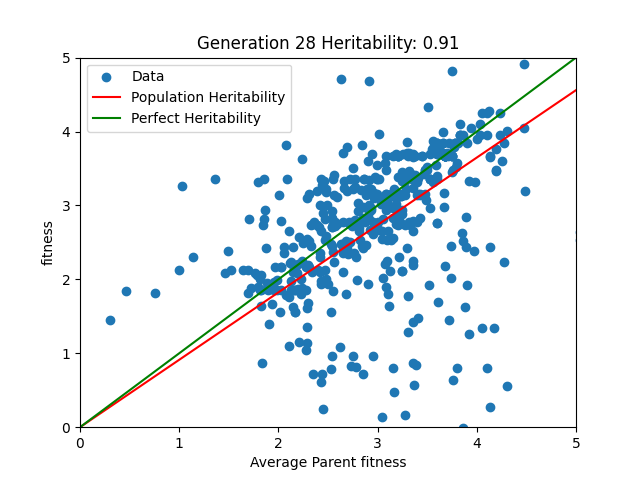 Generation 28 Heritability: 0.91
Data
Population Heritability
Perfect Heritability
5
4
3
2
1
0
fitness
0 1 2 3 4 5
Average Parent fitness